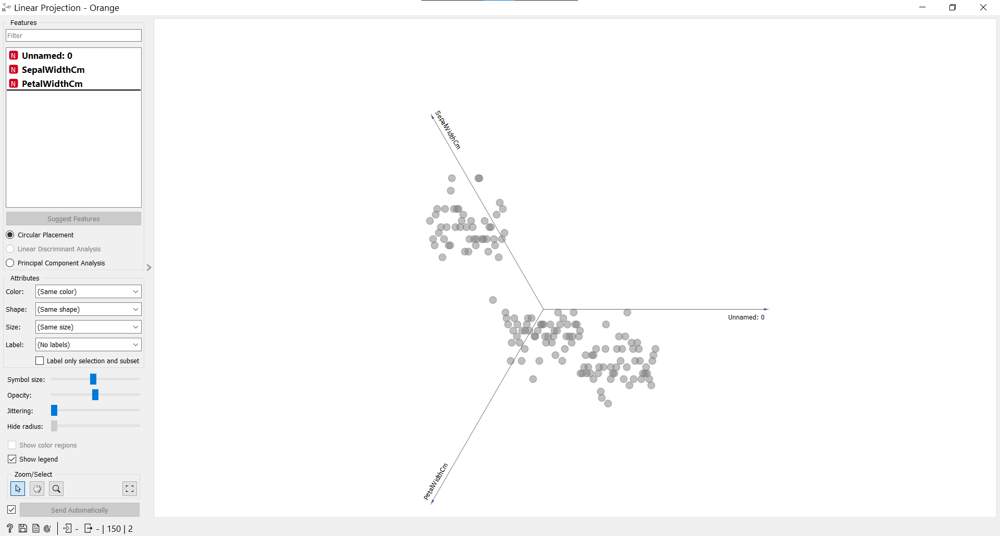 Linear Projection - Orange
Features
Filter
N Unnamed: 0
N SepalWidthCm
N PetalWidthCm
Suggest Features
Circular Placement
Linear Discriminant Analysis
Principal Component Analysis
Attributes
Color: (Same color)
Shape: (Same shape)
Size: (Same size)
Label: (No labels)
Label only selection and subset
Symbol size:
Opacity:
Jittering:
Hide radius:
Show color regions
Show legend
Zoom/Select
Send Automatically
? - - | 150 | 2
SepalWidthCm
Unnamed: 0
PetalWidthCm